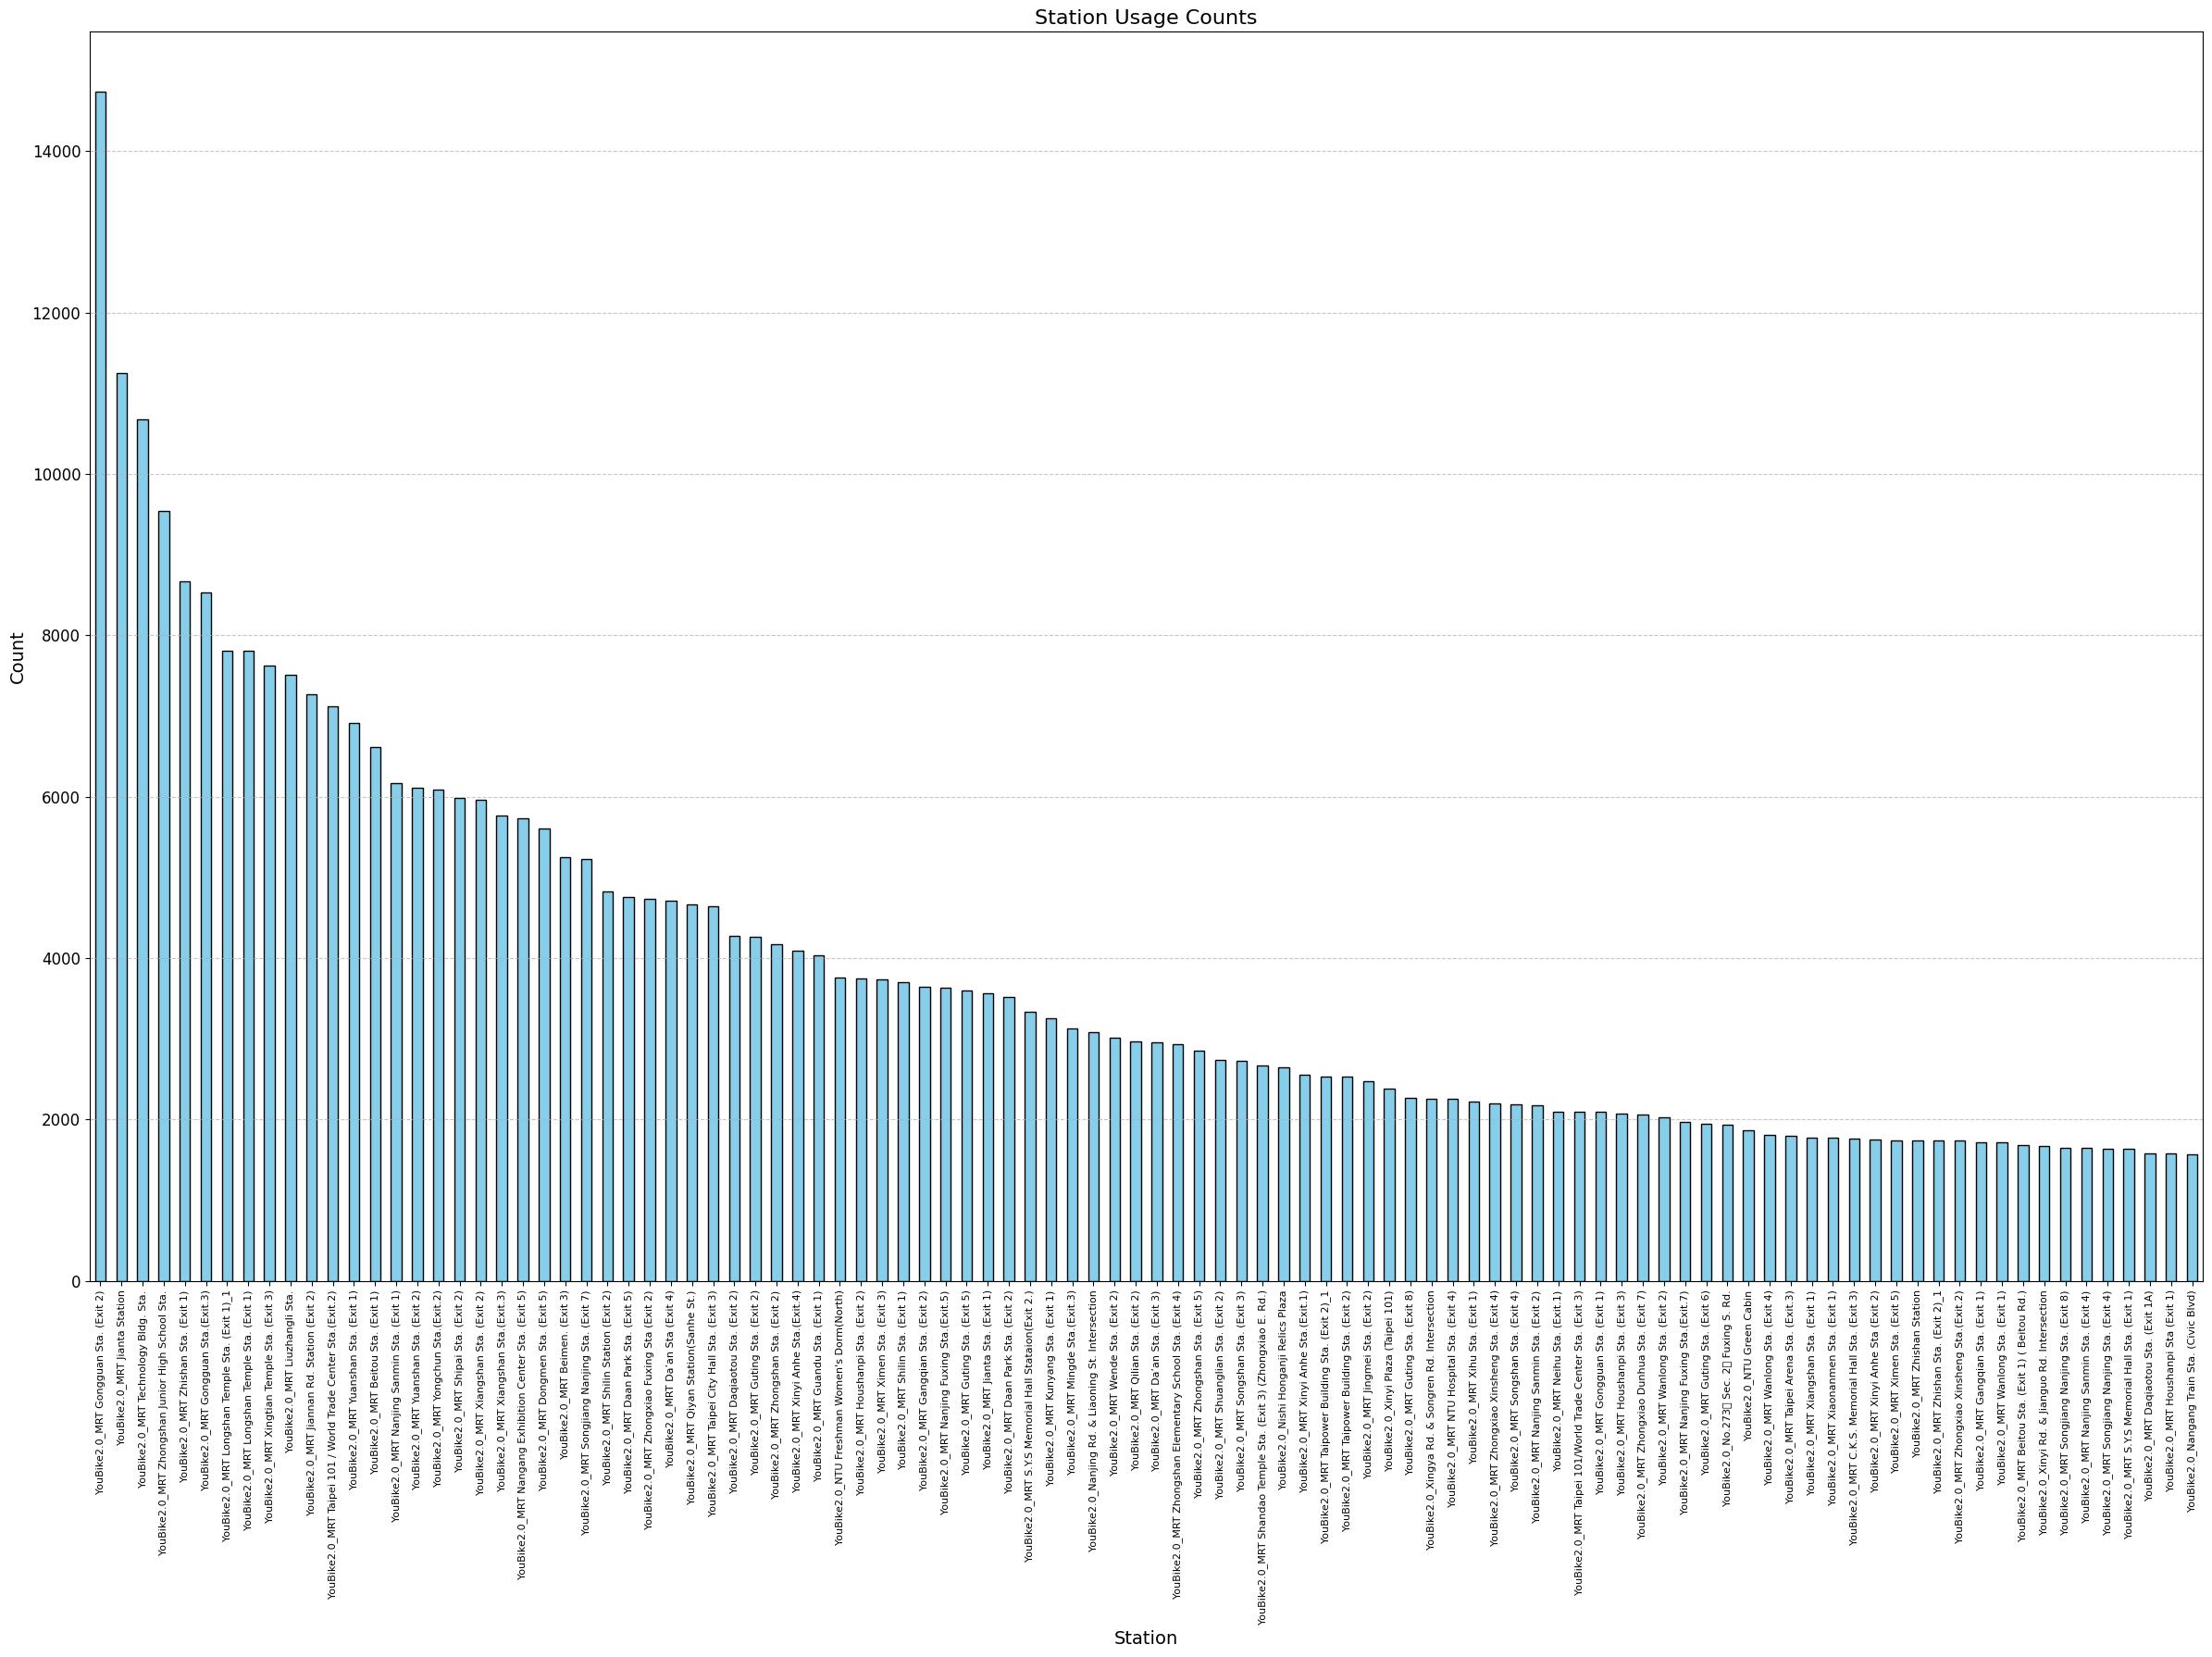 Station Usage Counts
Count
14000
12000
10000
8000
6000
4000
2000
0
YouBike2.0_MRT Gongguan Sta. (Exit 2)
YouBike2.0_MRT Jianta Station
YouBike2.0_MRT Technology Bldg. Sta.
YouBike2.0_MRT Zhongshan Junior High School Sta.
YouBike2.0_MRT Zhishan Sta. (Exit 1)
YouBike2.0_MRT Gongguan Sta.(Exit.3)
YouBike2.0_MRT Longshan Temple Sta. (Exit 1)_1
YouBike2.0_MRT Longshan Temple Sta. (Exit 1)
YouBike2.0_MRT Xingtian Temple Sta. (Exit 3)
YouBike2.0_MRT Liuzhangli Sta.
YouBike2.0_MRT Jiannan Rd. Station (Exit 2)
YouBike2.0_MRT Taipei 101 / World Trade Center Sta.(Exit.2)
YouBike2.0_MRT Yuanshan Sta. (Exit 1)
YouBike2.0_MRT Beitou Sta. (Exit 1)
YouBike2.0_MRT Nanjing Sanmin Sta. (Exit 1)
YouBike2.0_MRT Yuanshan Sta. (Exit 2)
YouBike2.0_MRT Yongchun Sta.(Exit.2)
YouBike2.0_MRT Shipai Sta. (Exit 2)
YouBike2.0_MRT Xiangshan Sta. (Exit 2)
YouBike2.0_MRT Xiangshan Sta.(Exit.3)
YouBike2.0_MRT Nangang Exhibition Center Sta. (Exit 5)
YouBike2.0_MRT Dongmen Sta. (Exit 5)
YouBike2.0_MRT Beimen. (Exit 3)
YouBike2.0_MRT Songjiang Nanjing Sta. (Exit 7)
YouBike2.0_MRT Shilin Station (Exit 2)
YouBike2.0_MRT Daan Park Sta. (Exit 5)
YouBike2.0_MRT Zhongxiao Fuxing Sta (Exit 2)
YouBike2.0_MRT Da'an Sta (Exit 4)
YouBike2.0_MRT Qiyan Station(Sanhe St.)
YouBike2.0_MRT Taipei City Hall Sta. (Exit 3)
YouBike2.0_MRT Daqiaotou Sta. (Exit 2)
YouBike2.0_MRT Guting Sta. (Exit 2)
YouBike2.0_MRT Zhongshan Sta. (Exit 2)
YouBike2.0_MRT Xinyi Anhe Sta.(Exit.4)
YouBike2.0_MRT Guandu Sta. (Exit 1)
YouBike2.0_NTU Freshman Women's Dorm(North)
YouBike2.0_MRT Houshanpi Sta. (Exit 2)
YouBike2.0_MRT Ximen Sta. (Exit 3)
YouBike2.0_MRT Shilin Sta. (Exit 1)
YouBike2.0_MRT Gangqian Sta. (Exit 2)
YouBike2.0_MRT Nanjing Fuxing Sta.(Exit.5)
YouBike2.0_MRT Guting Sta. (Exit 5)
YouBike2.0_MRT Jianta Sta. (Exit 1)
YouBike2.0_MRT Daan Park Sta. (Exit 2)
YouBike2.0_MRT S.Y.S Memorial Hall Stataion(Exit 2.)
YouBike2.0_MRT Kunyang Sta. (Exit 1)
YouBike2.0_MRT Mingde Sta.(Exit.3)
YouBike2.0_Nanjing Rd. & Liaoning St. Intersection
YouBike2.0_MRT Wende Sta. (Exit 2)
YouBike2.0_MRT Qilian Sta. (Exit 2)
YouBike2.0_MRT Da'an Sta. (Exit 3)
YouBike2.0_MRT Zhongshan Elementary School Sta. (Exit 4)
YouBike2.0_MRT Zhongshan Sta. (Exit 5)
YouBike2.0_MRT Shuanglian Sta. (Exit 2)
YouBike2.0_MRT Songshan Sta. (Exit 3)
YouBike2.0_MRT Shandao Temple Sta. (Exit 3) (Zhongxiao E. Rd.)
YouBike2.0_Nishi Honganji Relics Plaza
YouBike2.0_MRT Xinyi Anhe Sta.(Exit.1)
YouBike2.0_MRT Taipower Building Sta. (Exit 2)_1
YouBike2.0_MRT Taipower Building Sta. (Exit 2)
YouBike2.0_MRT Jingmei Sta. (Exit 2)
YouBike2.0_Xinyi Plaza (Taipei 101)
YouBike2.0_MRT Guting Sta. (Exit 8)
YouBike2.0_Xingya Rd. & Songren Rd. Intersection
YouBike2.0_MRT NTU Hospital Sta. (Exit 4)
YouBike2.0_MRT Xihu Sta. (Exit 1)
YouBike2.0_MRT Zhongxiao Xinsheng Sta. (Exit 4)
YouBike2.0_MRT Songshan Sta. (Exit 4)
YouBike2.0_MRT Nanjing Sanmin Sta. (Exit 2)
YouBike2.0_MRT Neihu Sta. (Exit.1)
YouBike2.0_MRT Taipei 101/World Trade Center Sta. (Exit 3)
YouBike2.0_MRT Gongguan Sta. (Exit 1)
YouBike2.0_MRT Houshanpi Sta. (Exit 3)
YouBike2.0_MRT Zhongxiao Dunhua Sta. (Exit 7)
YouBike2.0_MRT Wanlong Sta. (Exit 2)
YouBike2.0_MRT Nanjing Fuxing Sta.(Exit.7)
YouBike2.0_MRT Guting Sta. (Exit 6)
YouBike2.0_No.273 Sec. 2 Fuxing S. Rd.
YouBike2.0_NTU Green Cabin
YouBike2.0_MRT Wanlong Sta. (Exit 4)
YouBike2.0_MRT Taipei Arena Sta. (Exit.3)
YouBike2.0_MRT Xiangshan Sta. (Exit 1)
YouBike2.0_MRT Xiaonanmen Sta. (Exit 1)
YouBike2.0_MRT C.K.S. Memorial Hall Sta. (Exit 3)
YouBike2.0_MRT Xinyi Anhe Sta (Exit 2)
YouBike2.0_MRT Ximen Sta. (Exit 5)
YouBike2.0_MRT Zhishan Station
YouBike2.0_MRT Zhishan Sta. (Exit 2)_1
YouBike2.0_MRT Zhongxiao Xinsheng Sta.(Exit.2)
YouBike2.0_MRT Gangqian Sta. (Exit 1)
YouBike2.0_MRT Wanlong Sta. (Exit 1)
YouBike2.0_MRT Beitou Sta. (Exit 1) ( Beitou Rd.)
YouBike2.0_Xinyi Rd. & Jianguo Rd. Intersection
YouBike2.0_MRT Songjiang Nanjing Sta. (Exit 8)
YouBike2.0_MRT Nanjing Sanmin Sta. (Exit 4)
YouBike2.0_MRT Songjiang Nanjing Sta. (Exit 4)
YouBike2.0_MRT S.Y.S Memorial Hall Sta. (Exit 1)
YouBike2.0_MRT Daqiaotou Sta. (Exit 1A)
YouBike2.0_MRT Houshanpi Sta (Exit 1)
YouBike2.0_Nangang Train Sta. (Civic Blvd)
Station